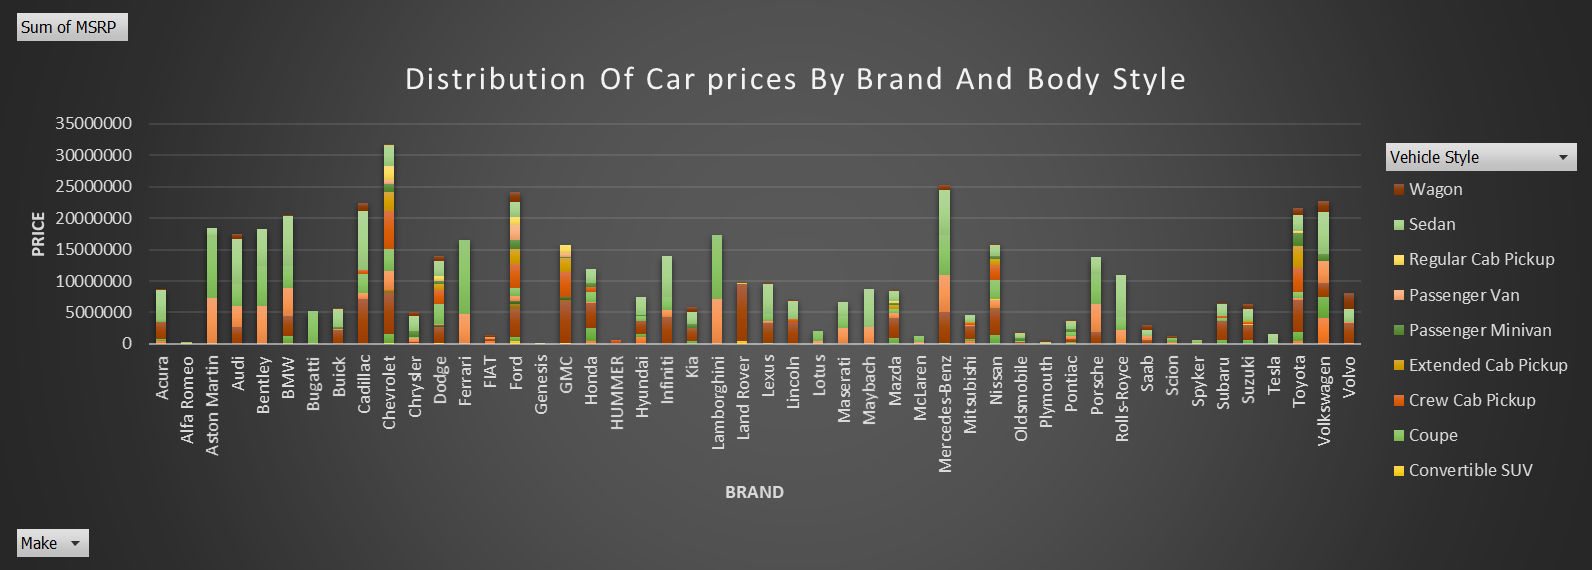 Sum of MSRP
Distribution Of Car prices By Brand And Body Style
PRICE
35000000
30000000
25000000
20000000
15000000
10000000
5000000
0
Acura
Alfa Romeo
Aston Martin
Audi
Bentley
BMW
Bugatti
Buick
Cadillac
Chevrolet
Chrysler
Dodge
Ferrari
FIAT
Ford
Genesis
GMC
Honda
HUMMER
Hyundai
Infiniti
Kia
Lamborghini
Land Rover
Lexus
Lincoln
Lotus
Maserati
Maybach
Mazda
McLaren
Mercedes-Benz
Mitsubishi
Nissan
Oldsmobile
Plymouth
Pontiac
Porsche
Rolls-Royce
Saab
Scion
Spyker
Subaru
Suzuki
Tesla
Toyota
Volkswagen
Volvo
BRAND
Vehicle Style
Wagon
Sedan
Regular Cab Pickup
Passenger Van
Passenger Minivan
Extended Cab Pickup
Crew Cab Pickup
Coupe
Convertible SUV
Make